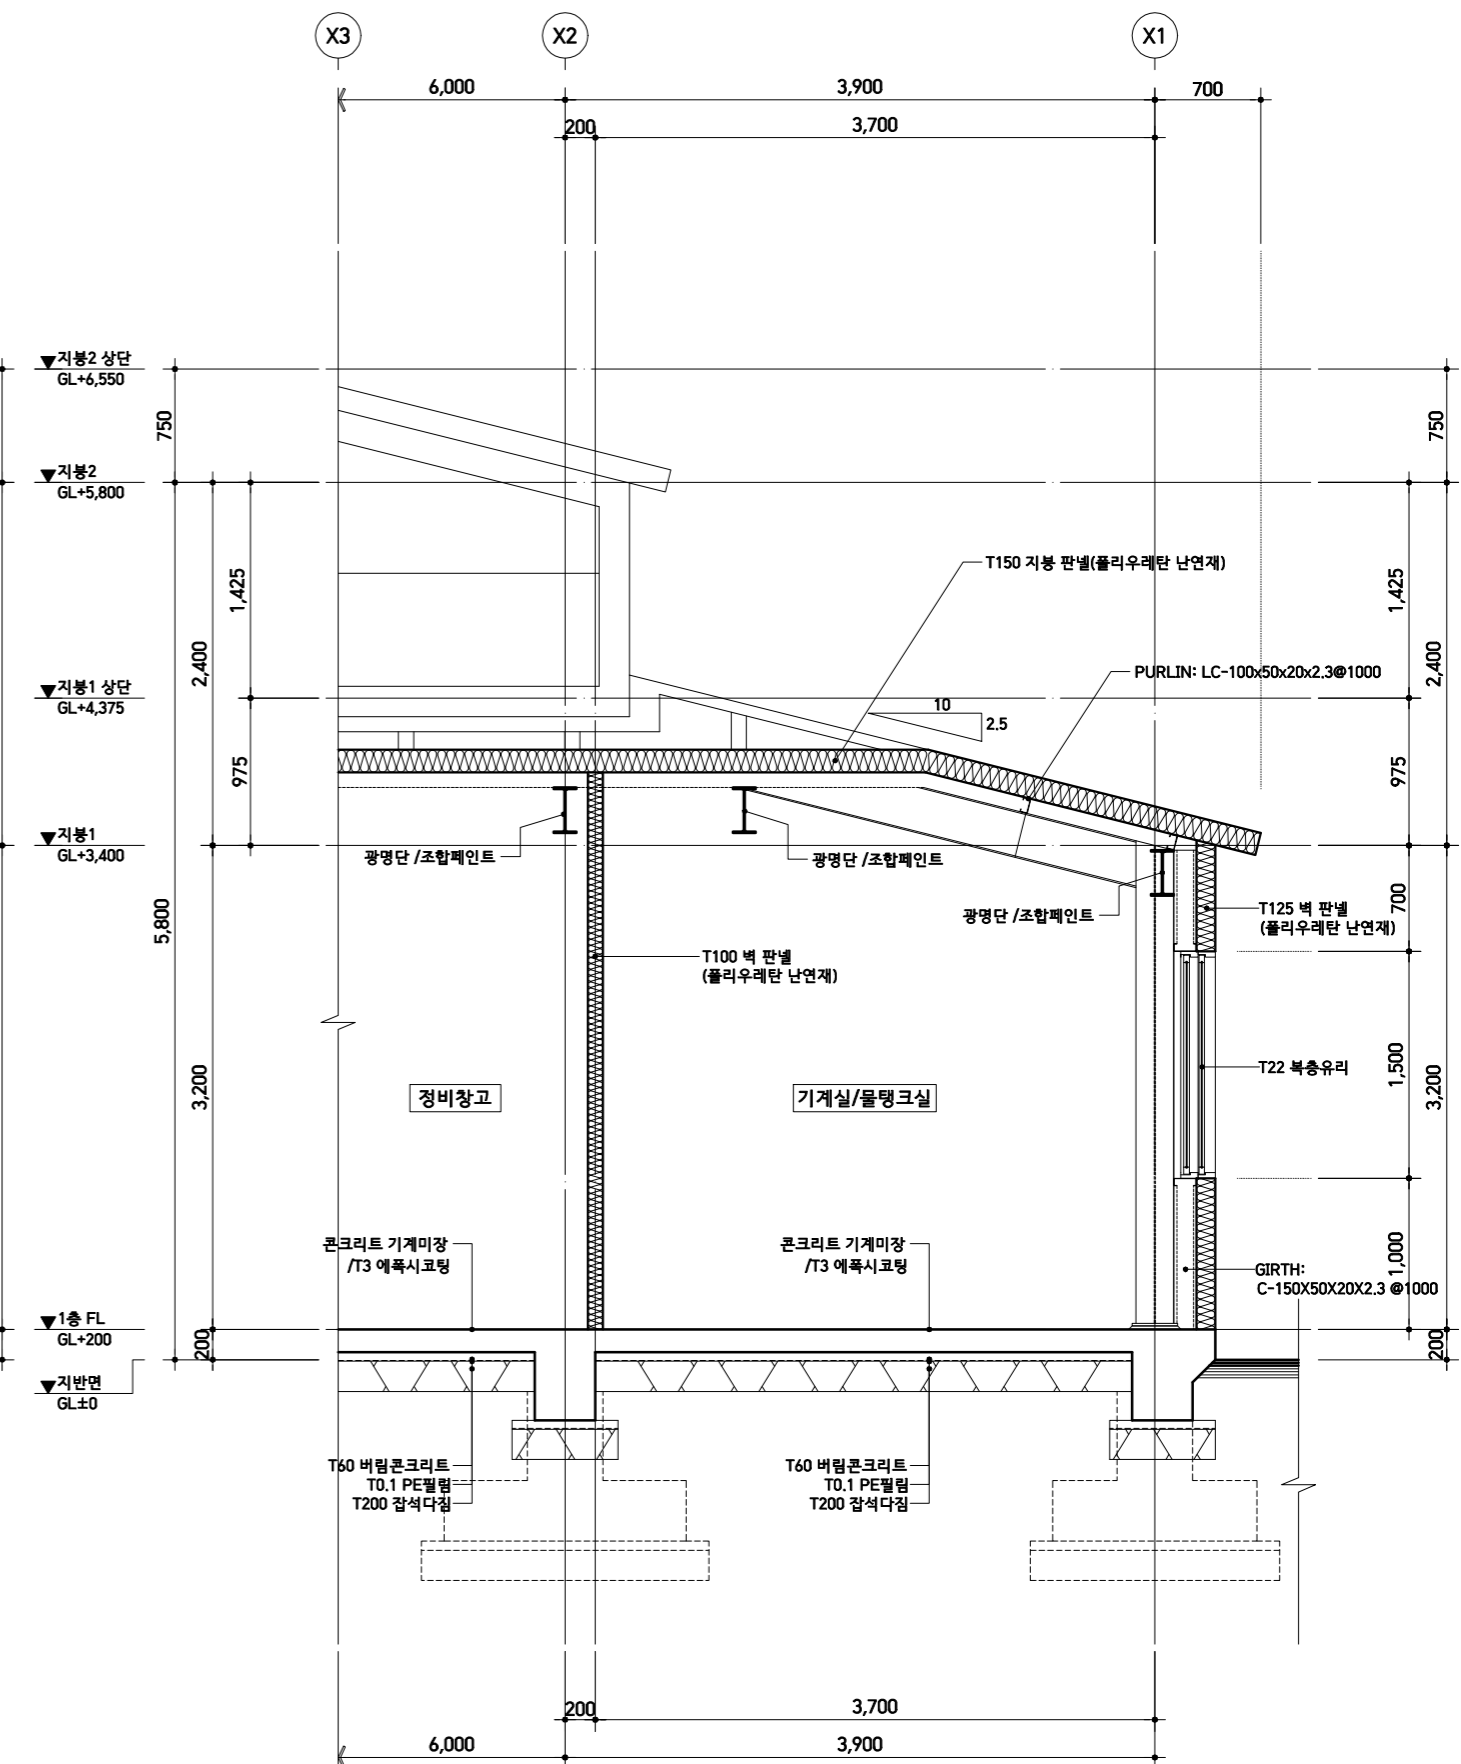 X3
X2
X1
6,000
3,900
700
200
3,700
지붕2 상단
GL+6,550
750
750
지붕2
GL+5,800
T150 지붕 판넬(폴리우레탄 난연재)
1,425
1,425
2,400
2,400
PURLIN: LC-100x50x20x2.3@1000
지붕1 상단
GL+4,375
10
2.5
975
975
지붕1
GL+3,400
광명단 /조합페인트
광명단 /조합페인트
광명단 /조합페인트
700
T125 벽 판넬
(폴리우레탄 난연재)
5,800
T100 벽 판넬
(폴리우레탄 난연재)
T22 복층유리
1,500
3,200
3,200
정비창고
기계실/물탱크실
콘크리트 기계미장
/T3 에폭시코팅
콘크리트 기계미장
/T3 에폭시코팅
1,000
GIRTH:
C-150X50X20X2.3 @1000
1층 FL
GL+200
200
200
지반면
GL±0
T60 버림콘크리트
T0.1 PE필림
T200 잡석다짐
T60 버림콘크리트
T0.1 PE필림
T200 잡석다짐
200
3,700
6,000
3,900